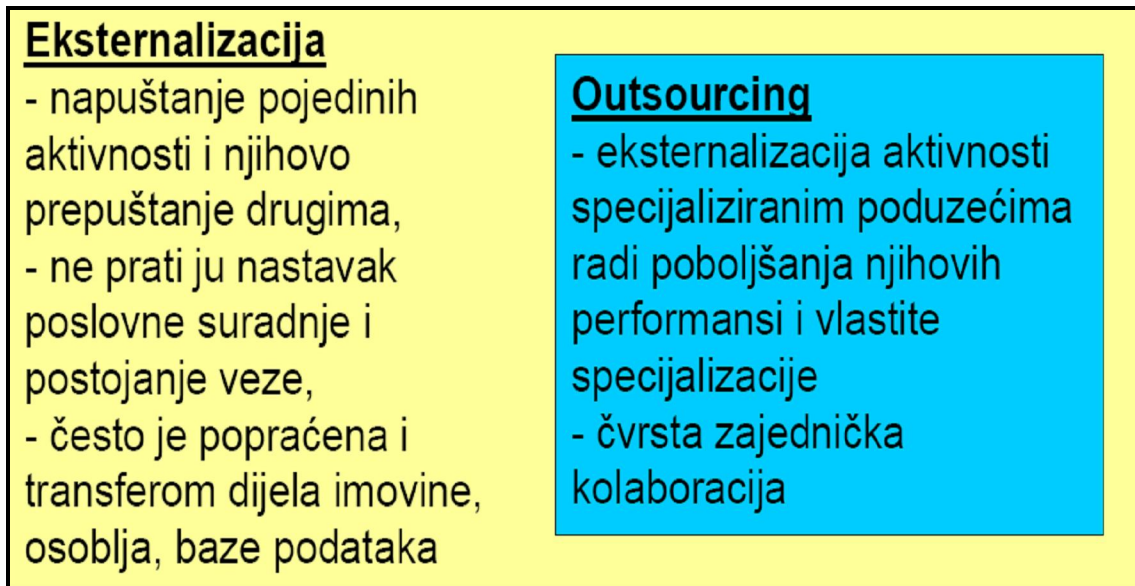 Eksternalizacija
- napuštanje pojedinih
aktivnosti i njihovo
prepuštanje drugima,
- ne prati ju nastavak
poslovne suradnje i
postojanje veze,
- često je popraćena i
transferom dijela imovine,
osoblja, baze podataka
Outsourcing
- eksternalizacija aktivnosti
specijaliziranim poduzećima
radi poboljšanja njihovih
performansi i vlastite
specijalizacije
- čvrsta zajednička
kolaboracija